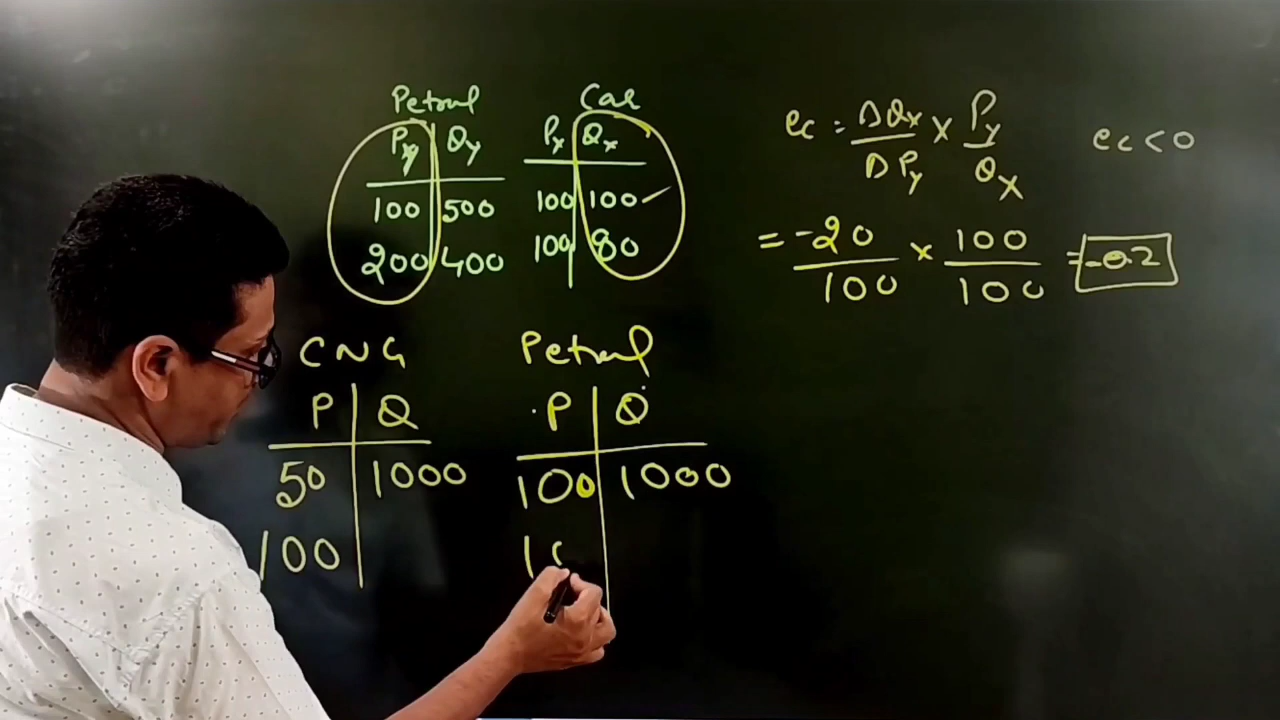 Petrol Car
Py Qy Px Qx
100 500 100 100
200 400 100 80
ec = ΔQx / ΔPy × Py / Qx ec < 0
= -20 / 100 × 100 / 100 = -0.2
CNG Petrol
P Q P Q
50 1000 100 1000
100 10